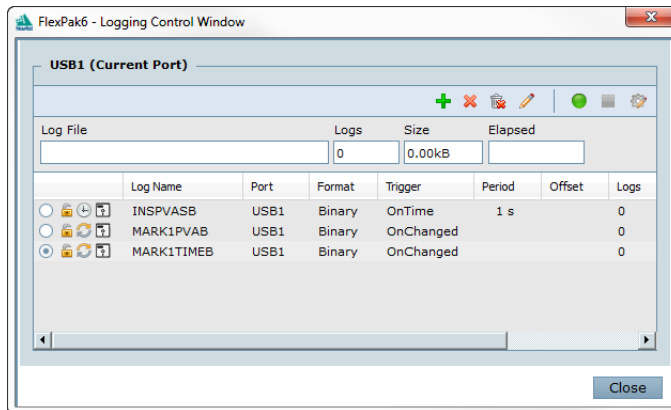 FlexPak6 - Logging Control Window
USB1 (Current Port)
Log File Logs Size Elapsed
0 0.00kB
Log Name Port Format Trigger Period Offset Logs
INSPVASB USB1 Binary OnTime 1 s 0
MARK1PVAB USB1 Binary OnChanged 0
MARK1TIMEB USB1 Binary OnChanged 0
Close